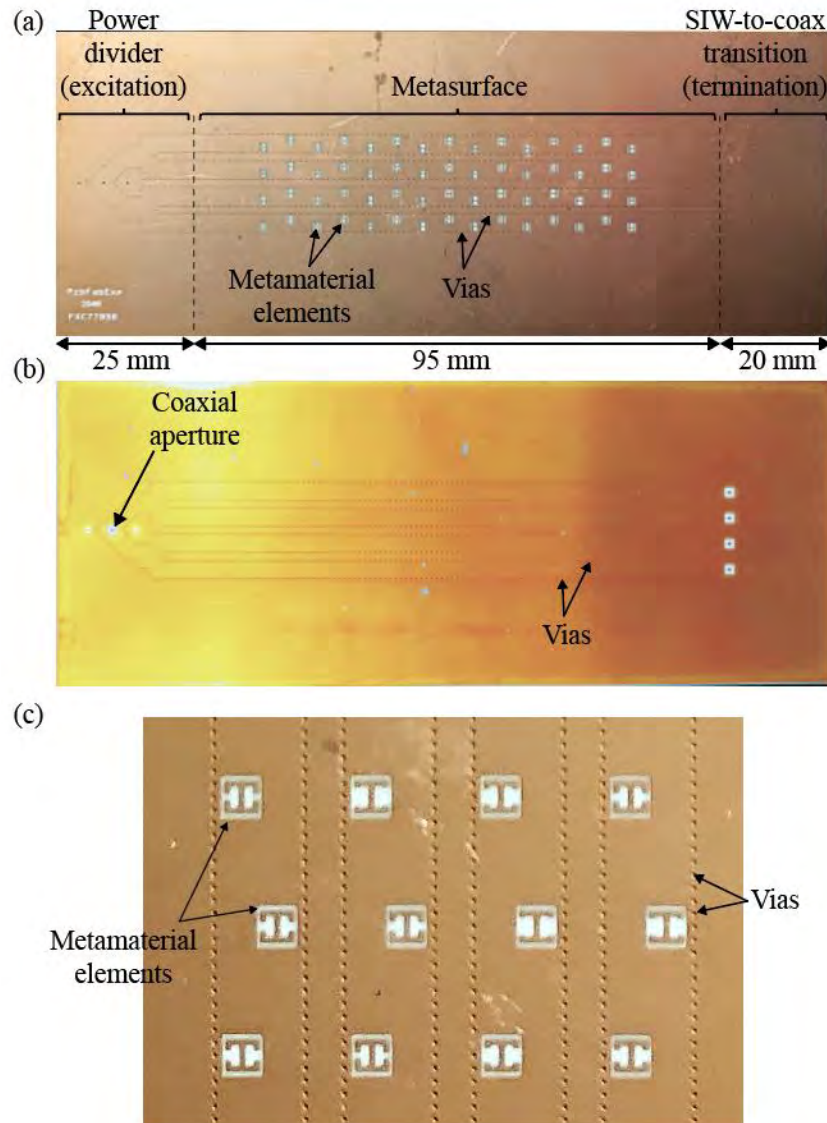 (a)
Power
divider
(excitation)
Metasurface
SIW-to-coax
transition
(termination)
Metamaterial
elements
Vias
25 mm
95 mm
20 mm
(b)
Coaxial
aperture
Vias
(c)
Metamaterial
elements
Vias